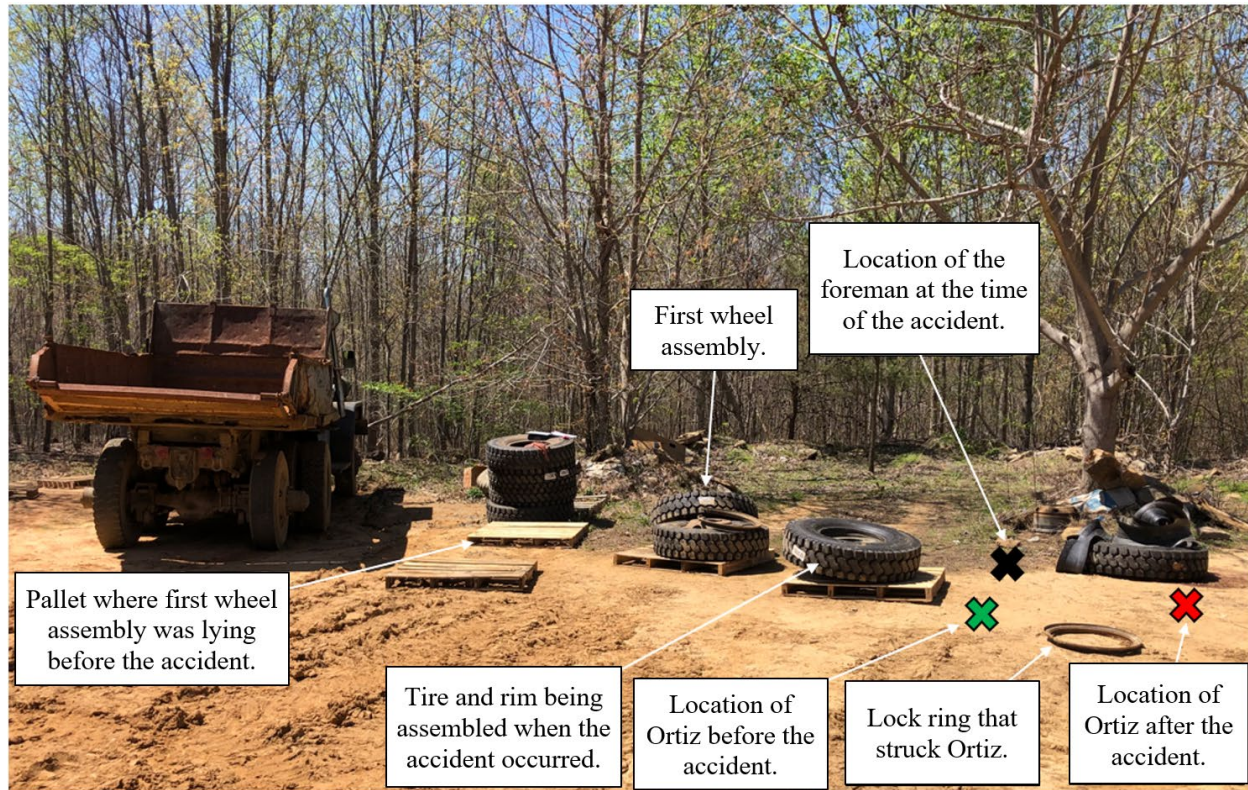 Location of the
foreman at the time
of the accident.
First wheel
assembly.
Pallet where first wheel
assembly was lying
before the accident.
Tire and rim being
assembled when the
accident occurred.
Location of
Ortiz before the
accident.
Lock ring that
struck Ortiz.
Location of
Ortiz after the
accident.